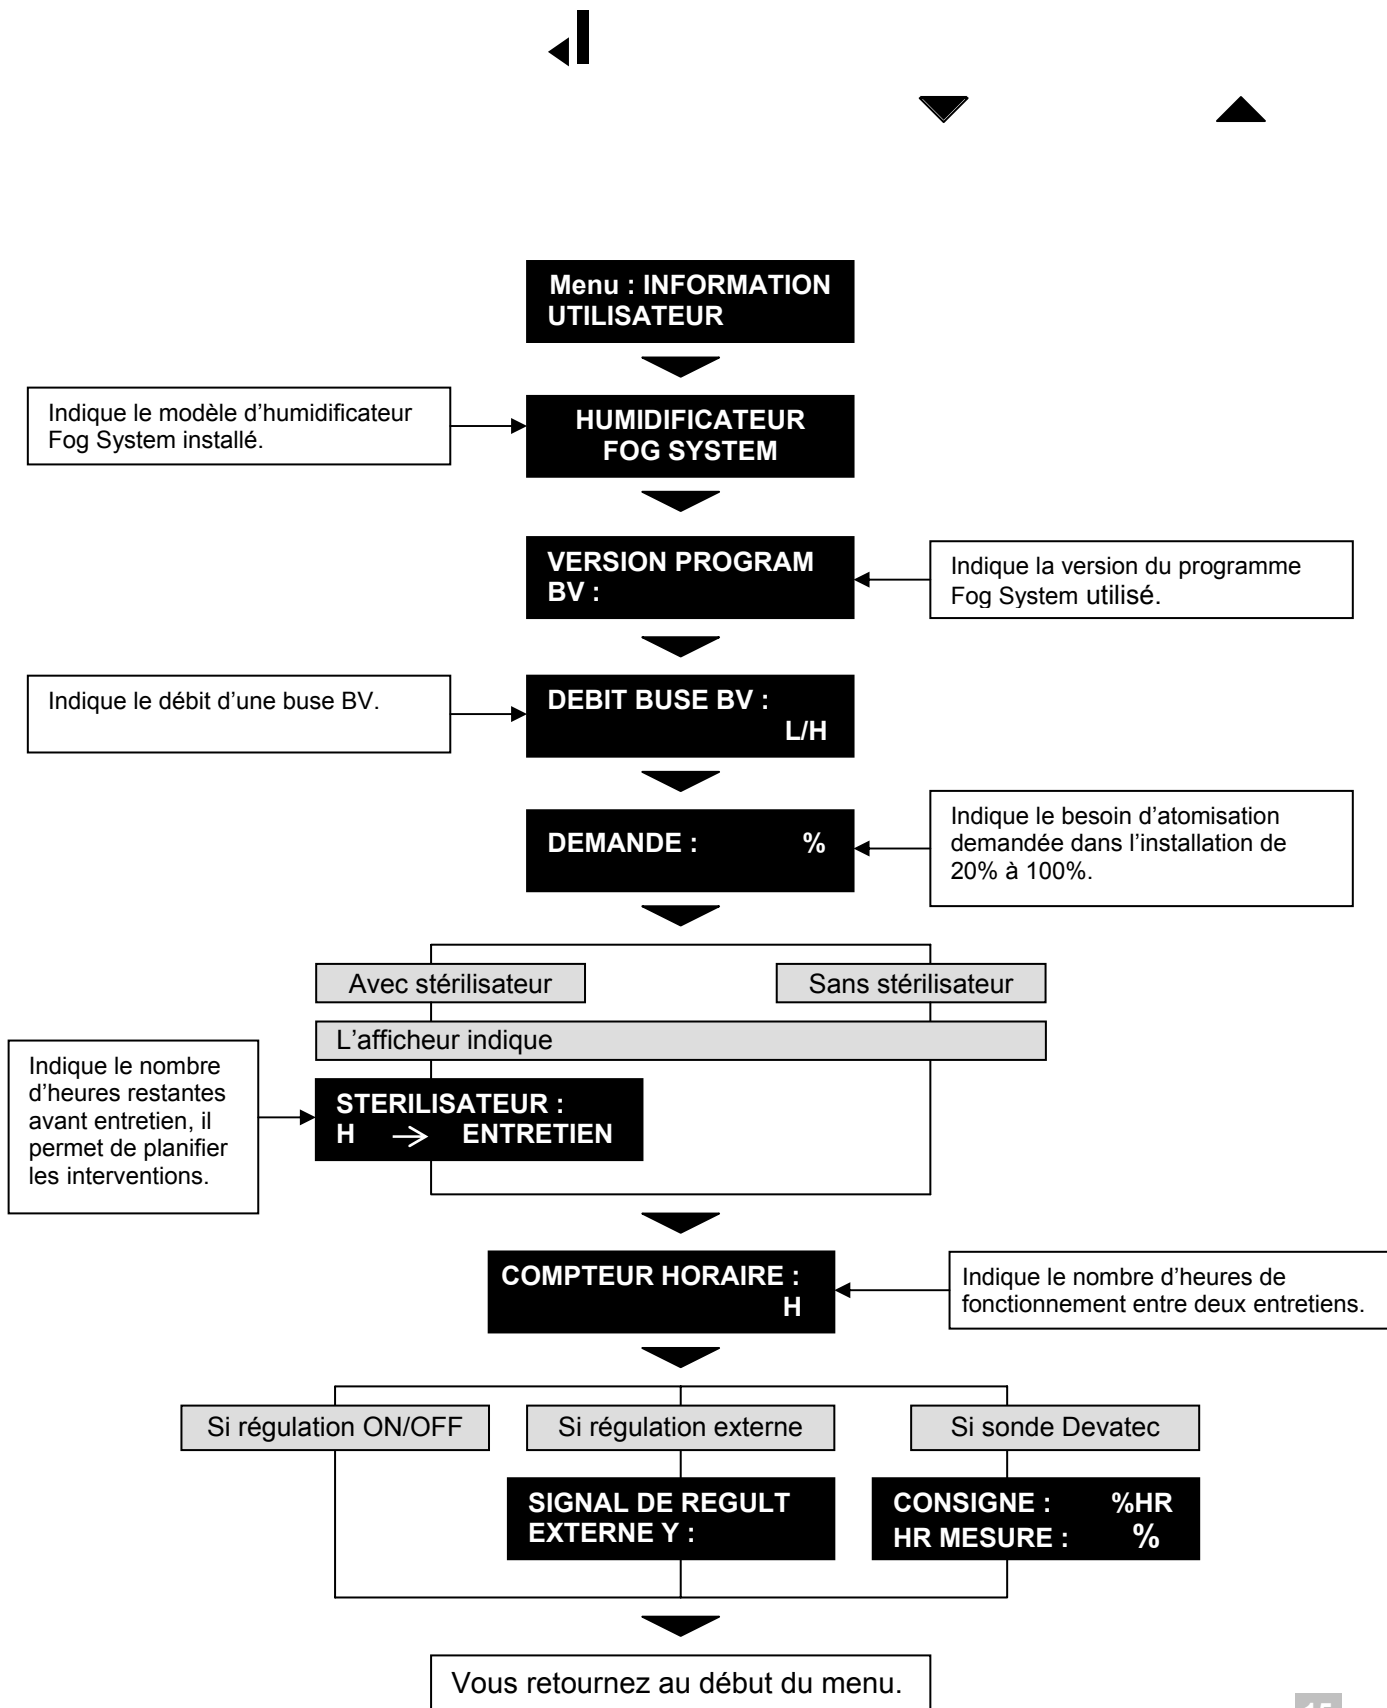 Menu : INFORMATION
UTILISATEUR
Indique le modèle d'humidificateur
Fog System installé.
HUMIDIFICATEUR
FOG SYSTEM
VERSION PROGRAM
BV :
Indique la version du programme
Fog System utilisé.
Indique le débit d'une buse BV.
DEBIT BUSE BV :
L/H
DEMANDE : %
Indique le besoin d'atomisation
demandée dans l'installation de
20% à 100%.
Avec stérilisateur
Sans stérilisateur
L'afficheur indique
Indique le nombre
d'heures restantes
avant entretien, il
permet de planifier
les interventions.
STERILISATEUR :
H → ENTRETIEN
COMPTEUR HORAIRE :
H
Indique le nombre d'heures de
fonctionnement entre deux entretiens.
Si régulation ON/OFF
Si régulation externe
Si sonde Devatec
SIGNAL DE REGULT
EXTERNE Y :
CONSIGNE : %HR
HR MESURE : %
Vous retournez au début du menu.
15